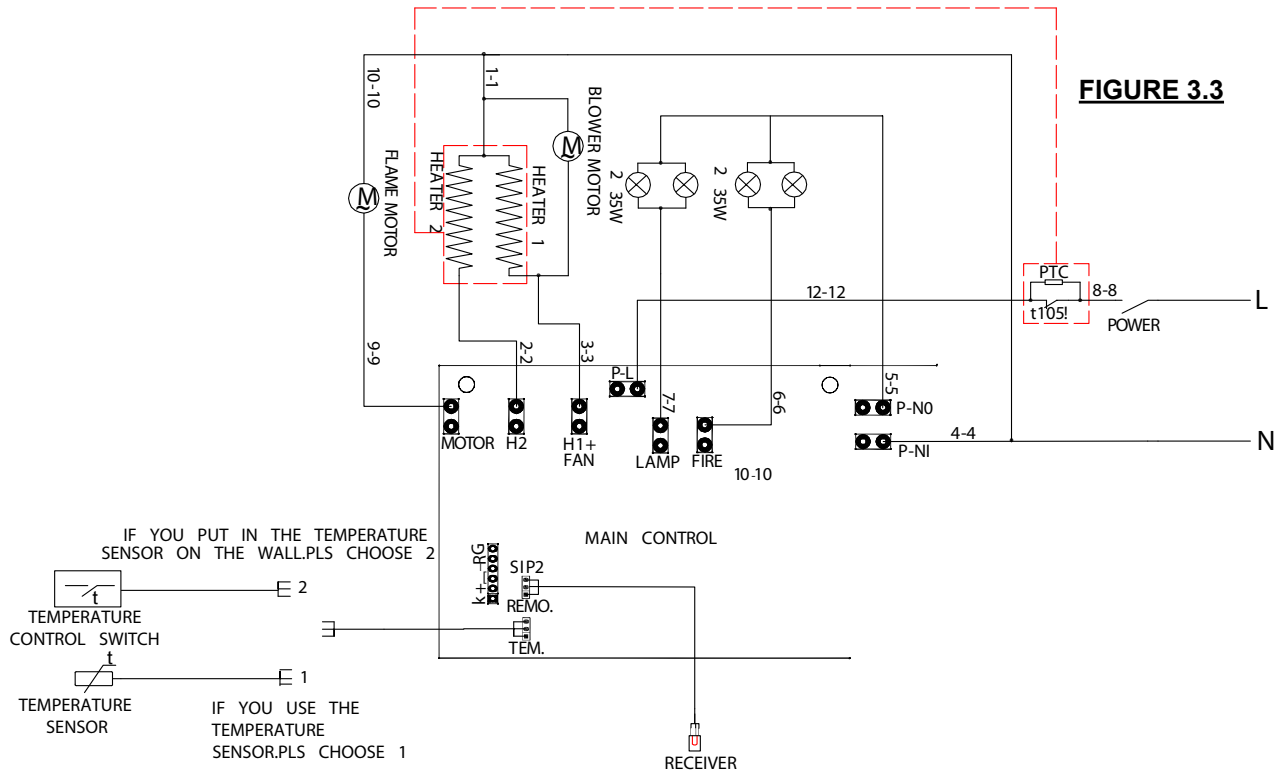 FIGURE 3.3
10-10
1-1
BLOWER MOTOR
FLAME MOTOR
HEATER 2
HEATER 1
M
M
2 35W
2 35W
PTC
t105!
8-8
12-12
POWER
L
9-9
2-2
3-3
P-L
7-7
6-6
5-5
P-N0
MOTOR
H2
H1+
FAN
LAMP
FIRE
10-10
P-NI
4-4
N
IF YOU PUT IN THE TEMPERATURE
SENSOR ON THE WALL.PLS CHOOSE 2
MAIN CONTROL
k+--RG
SIP2
REMO.
TEM.
t
2
TEMPERATURE
CONTROL SWITCH
t
1
TEMPERATURE
SENSOR
IF YOU USE THE
TEMPERATURE
SENSOR.PLS CHOOSE 1
RECEIVER